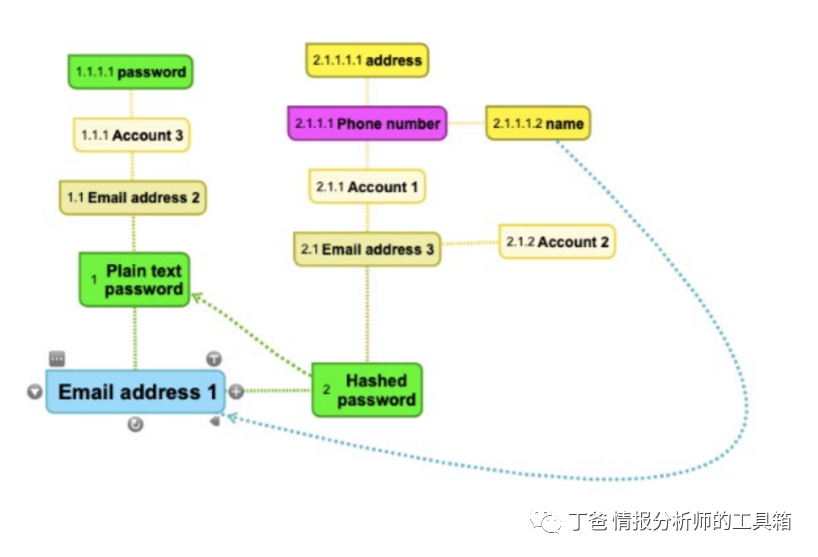 1.1.1.1 password
2.1.1.1.1 address
1.1.1 Account 3
2.1.1.1 Phone number
2.1.1.1.2 name
1.1 Email address 2
2.1.1 Account 1
2.1 Email address 3
2.1.2 Account 2
1 Plain text
password
Email address 1
2 Hashed
password
丁爸 情报分析师的工具箱